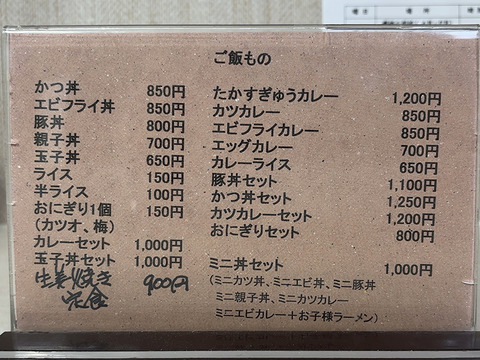 ご飯もの
かつ丼 850円
エビフライ丼 850円
豚丼 800円
親子丼 700円
玉子丼 650円
ライス 150円
半ライス 100円
おにぎり1個 150円
(カツオ、梅)
カレーセット 1,000円
玉子丼セット 1,000円
生姜焼き 900円
定食
たかすぎゅうカレー 1,200円
カツカレー 850円
エビフライカレー 850円
エッグカレー 700円
カレーライス 650円
豚丼セット 1,100円
かつ丼セット 1,250円
カツカレーセット 1,200円
おにぎりセット 800円
ミニ丼セット 1,000円
(ミニカツ丼、ミニエビ丼、ミニ豚丼
ミニ親子丼、ミニカツカレー
ミニエビカレー+お子様ラーメン)